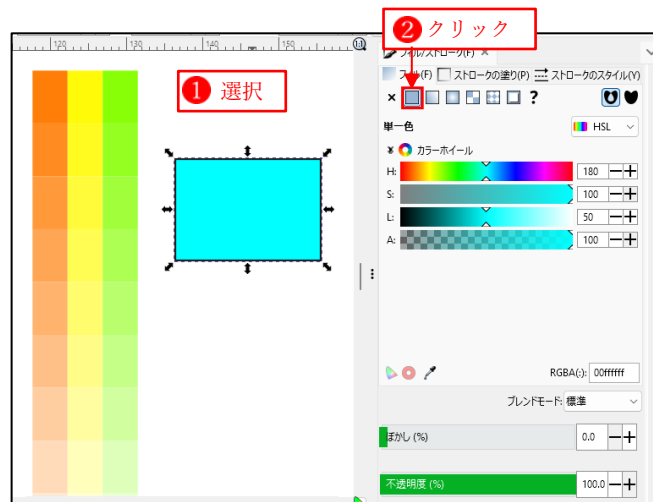 2 クリック
120 130 140 150
1:1
フィル/ストローク(F) ×
1 選択
フィル(F) ストロークの塗り(P) ストロークのスタイル(Y)
× ?
単一色 HSL
カラーホイール
H: 180
S: 100
L: 50
A: 100
RGBA(:): 00ffffff
ブレンドモード: 標準
ぼかし (%) 0.0
不透明度 (%) 100.0